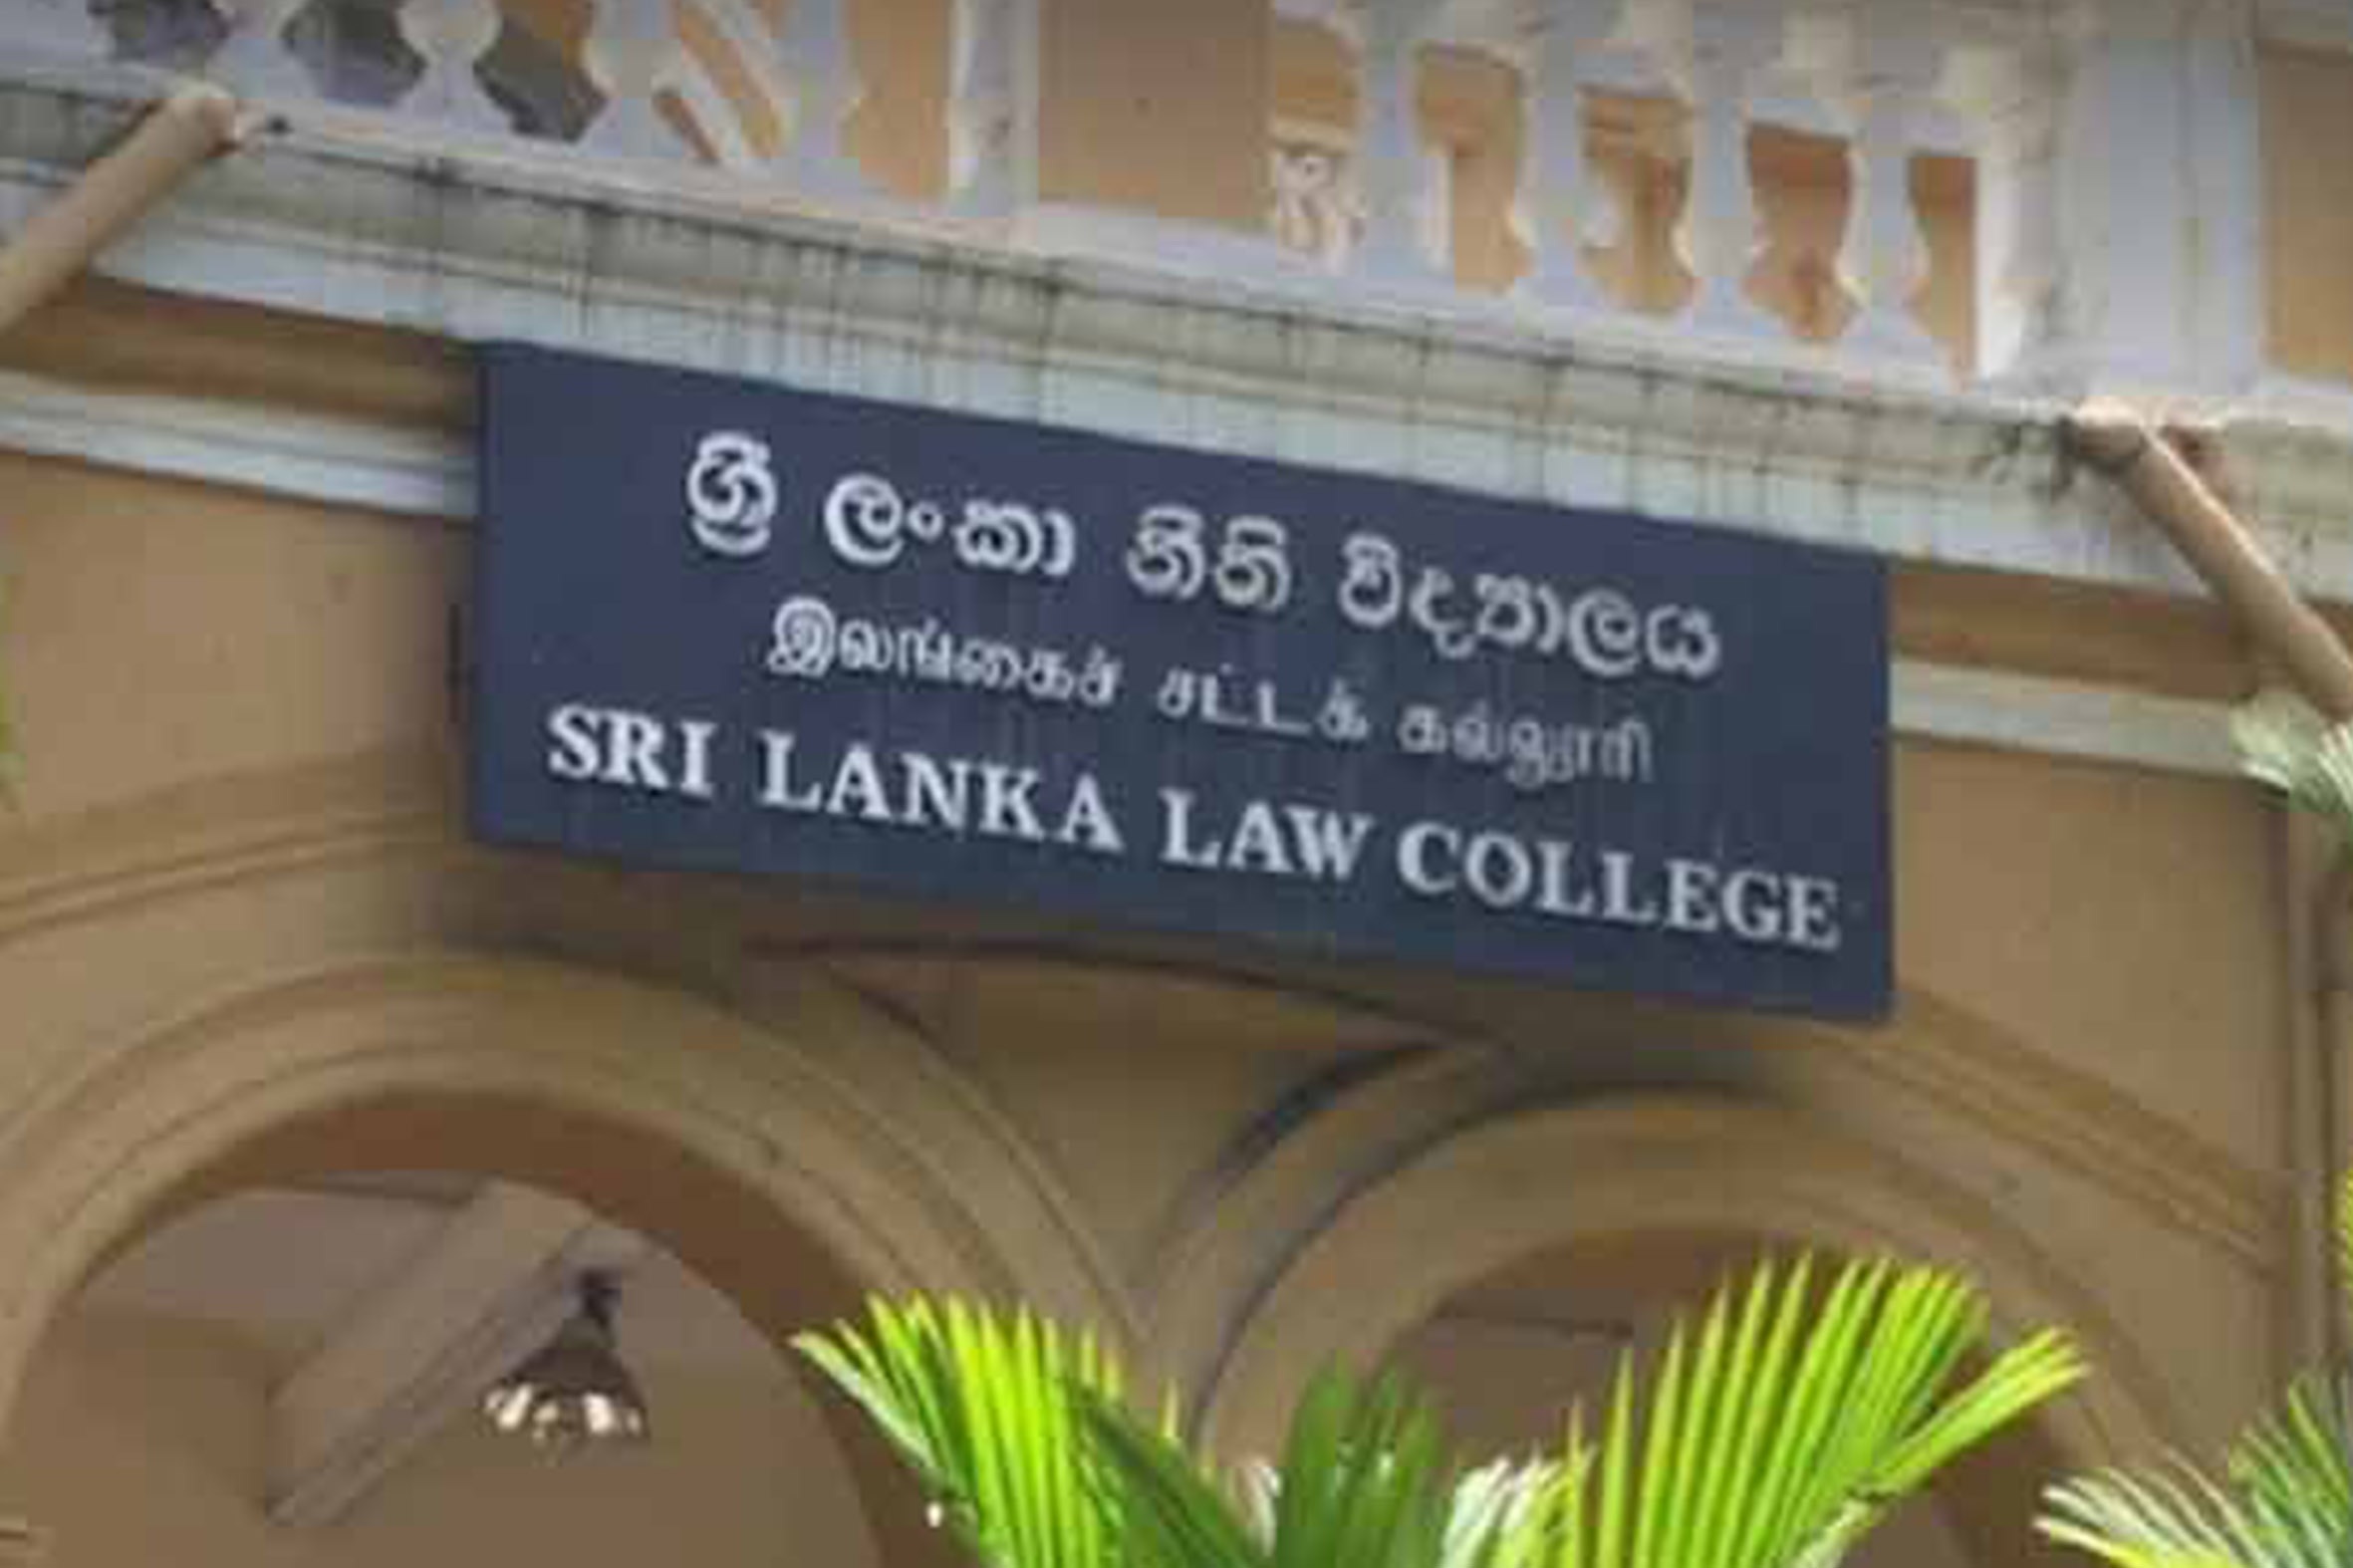 ශ්‍රී ලංකා නීති විද්‍යාලය
இலங்கைச் சட்டக் கல்லூரி
SRI LANKA LAW COLLEGE